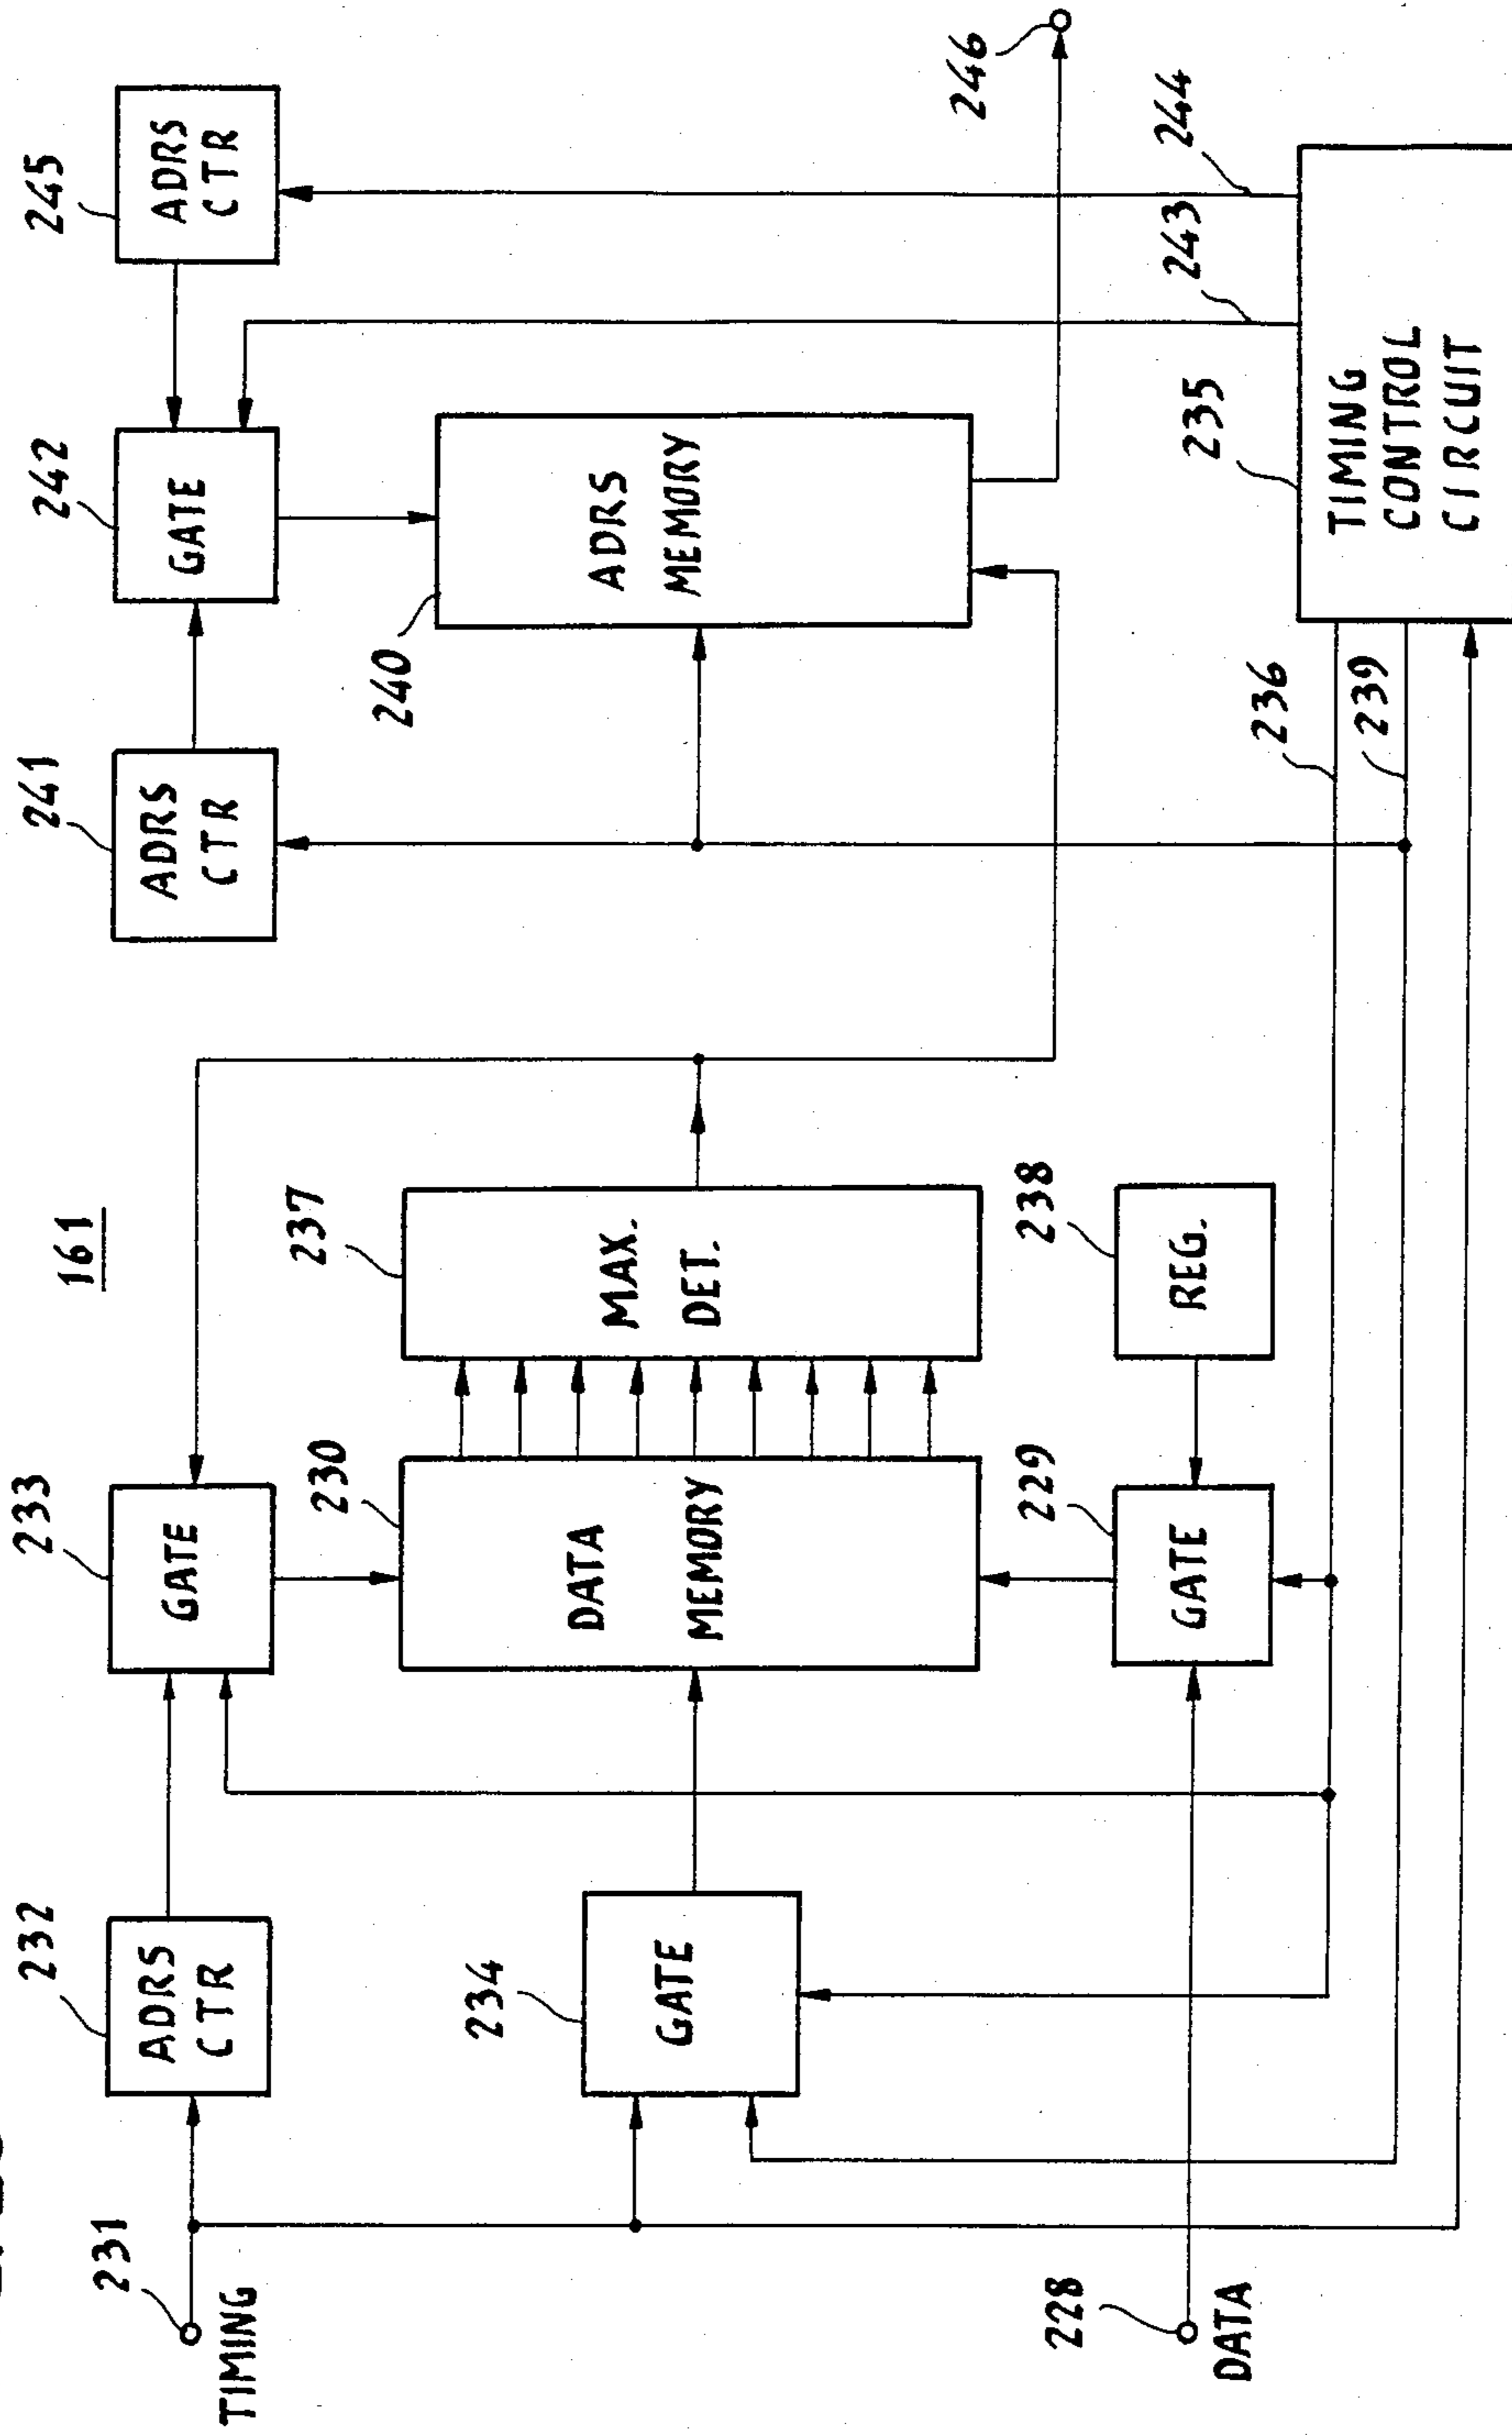 161
231
TIMING
232
ADRS
CTR
233
GATE
241
ADRS
CTR
242
GATE
245
ADRS
CTR
234
GATE
230
DATA
MEMORY
237
MAX.
DET.
240
ADRS
MEMORY
246
228
DATA
229
GATE
238
REG.
236
239
235
TIMING
CONTROL
CIRCUIT
243
244